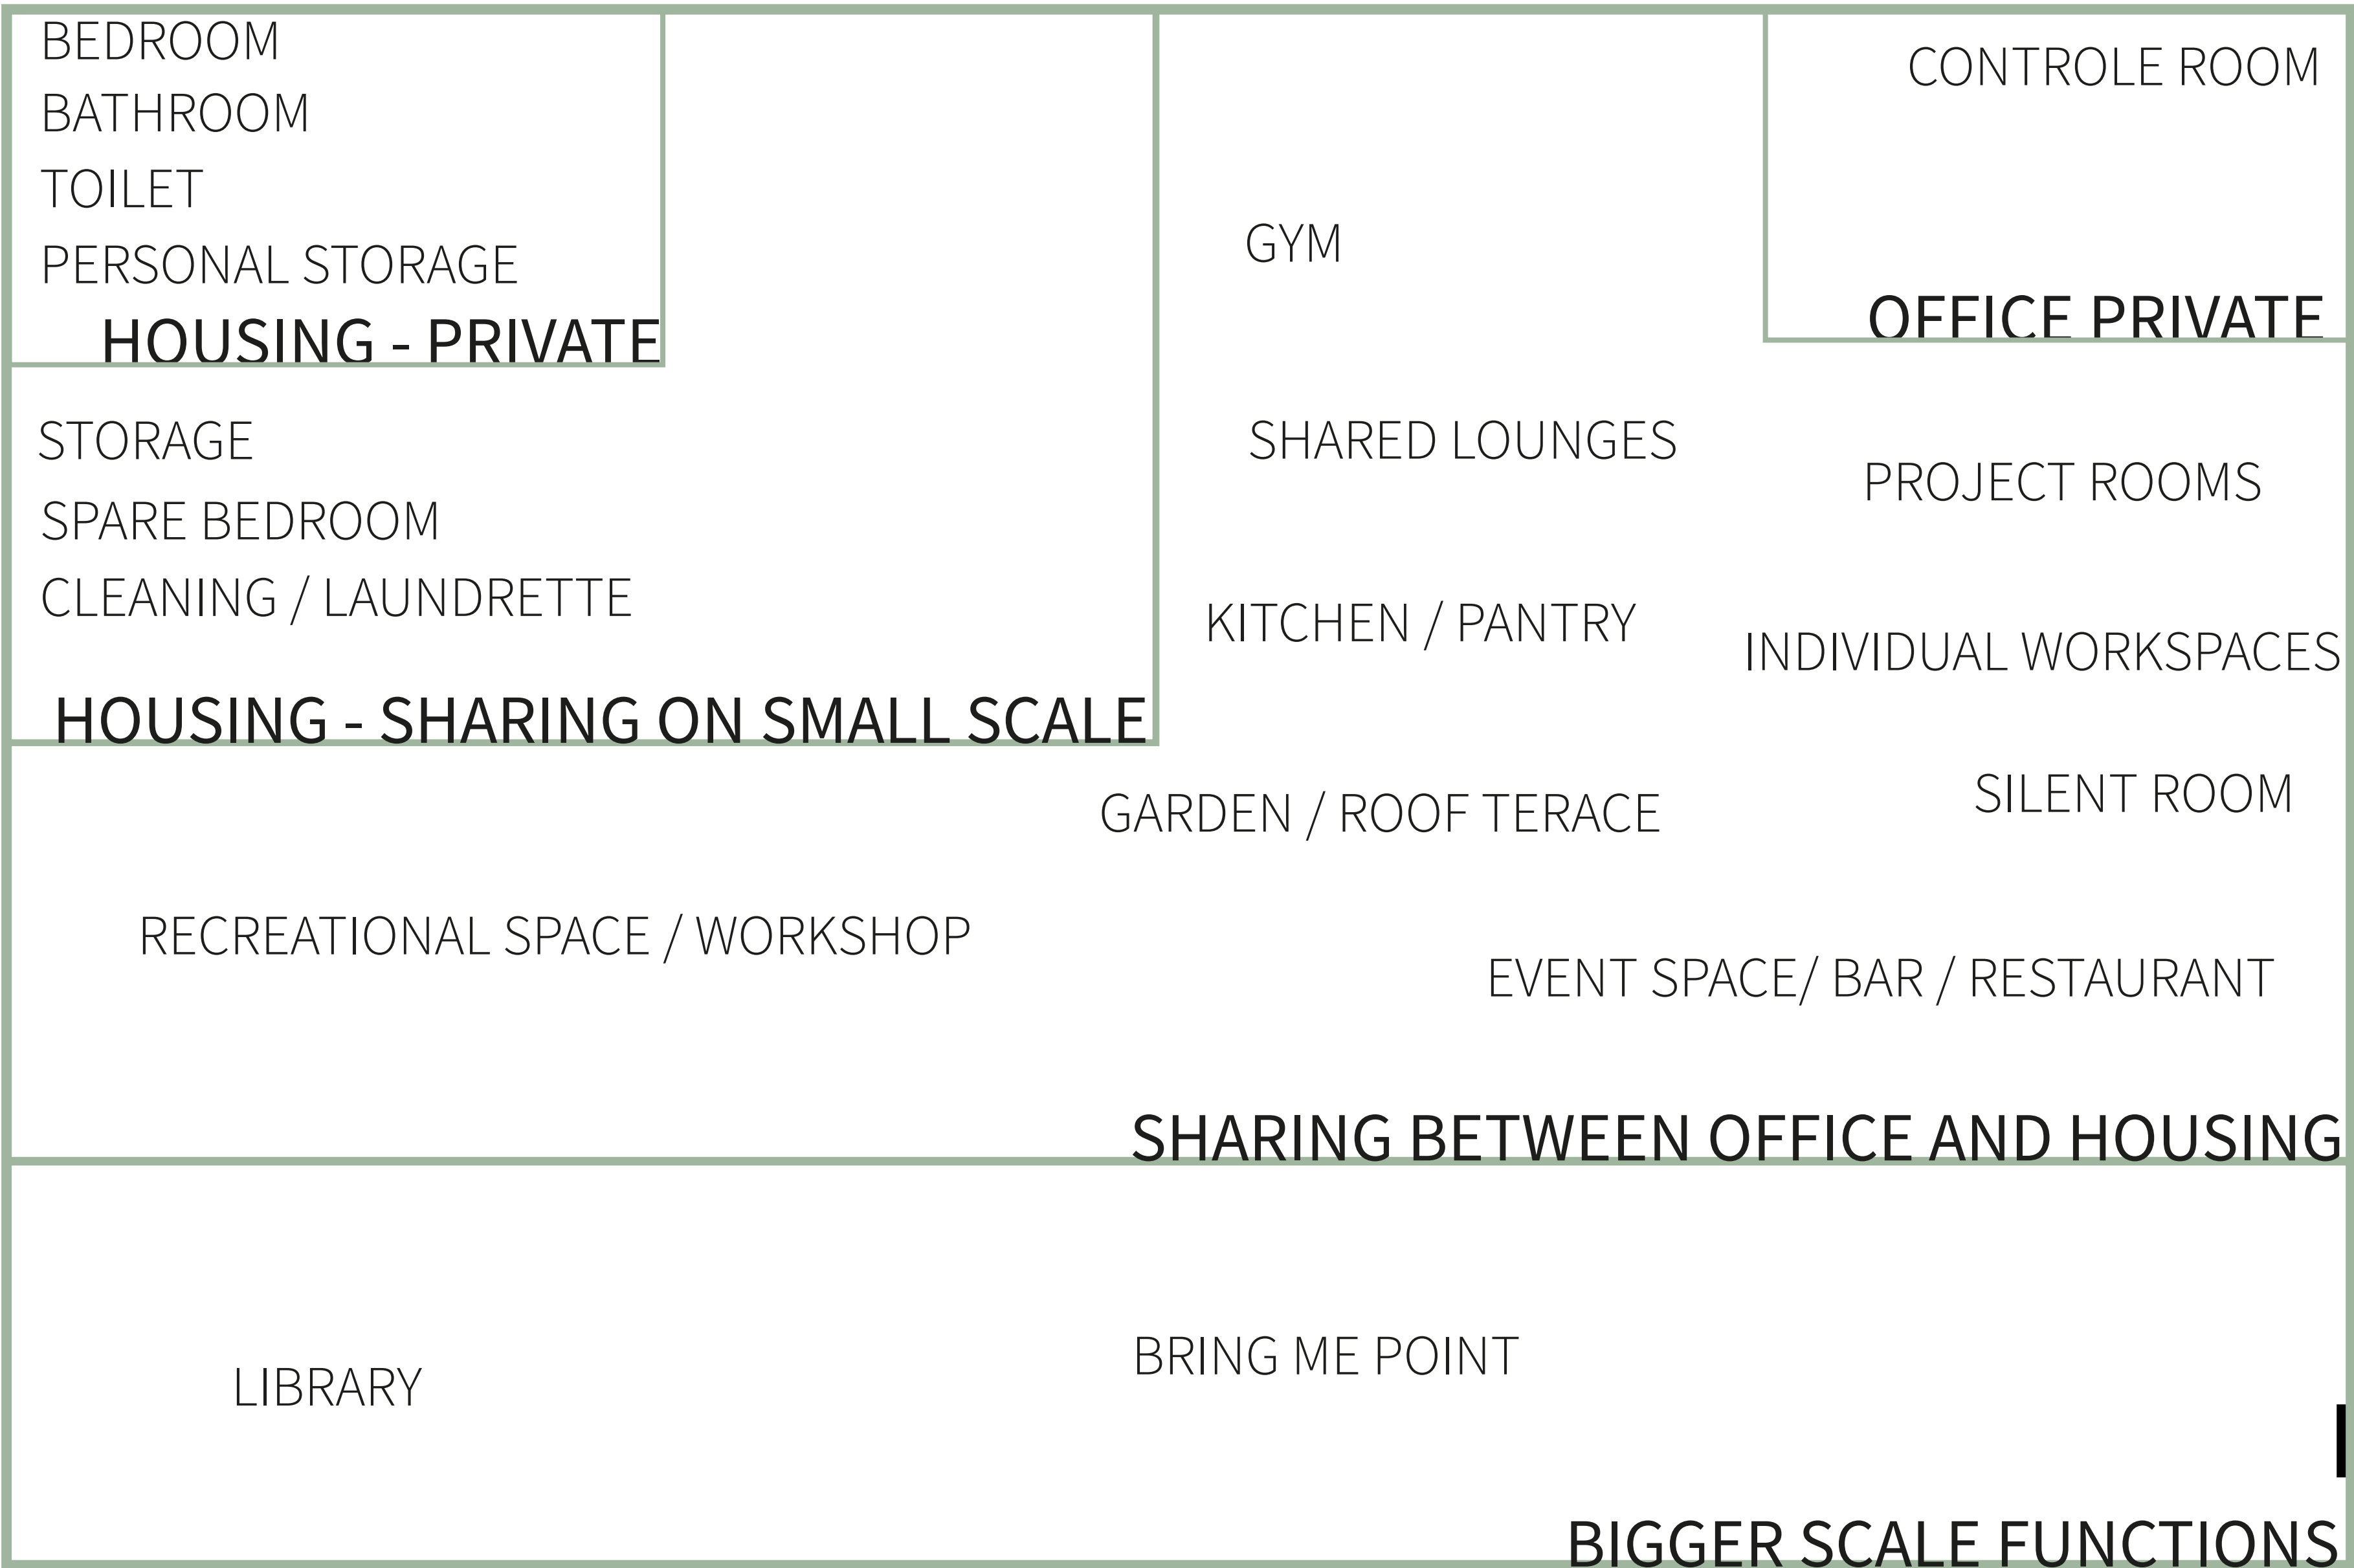 BEDROOM
BATHROOM
TOILET
PERSONAL STORAGE
HOUSING - PRIVATE
STORAGE
SPARE BEDROOM
CLEANING / LAUNDRETTE
HOUSING - SHARING ON SMALL SCALE
CONTROLE ROOM
OFFICE PRIVATE
GYM
SHARED LOUNGES
PROJECT ROOMS
KITCHEN / PANTRY
INDIVIDUAL WORKSPACES
GARDEN / ROOF TERACE
SILENT ROOM
RECREATIONAL SPACE / WORKSHOP
EVENT SPACE/ BAR / RESTAURANT
SHARING BETWEEN OFFICE AND HOUSING
BRING ME POINT
LIBRARY
BIGGER SCALE FUNCTIONS